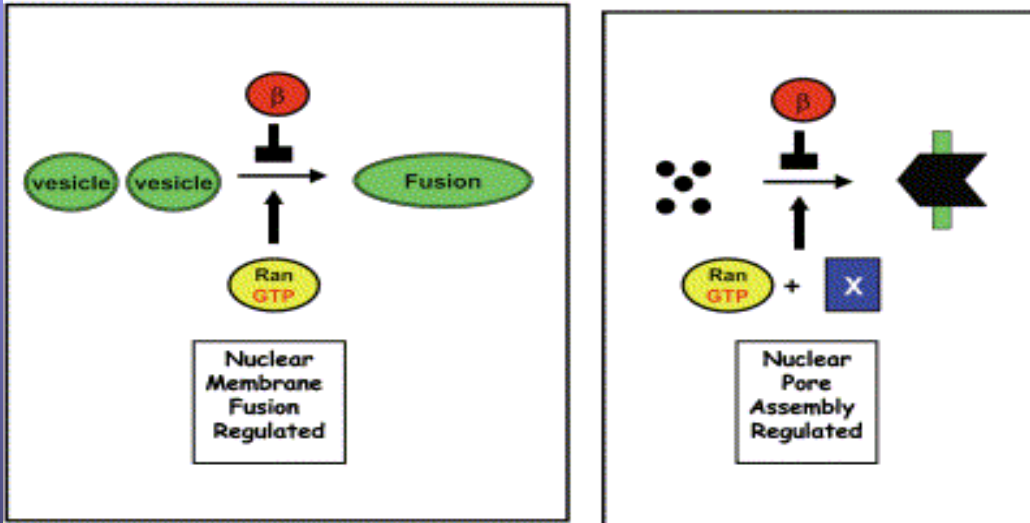 β
vesicle vesicle
Fusion
Ran
GTP
Nuclear
Membrane
Fusion
Regulated
β
Ran
GTP
+
X
Nuclear
Pore
Assembly
Regulated